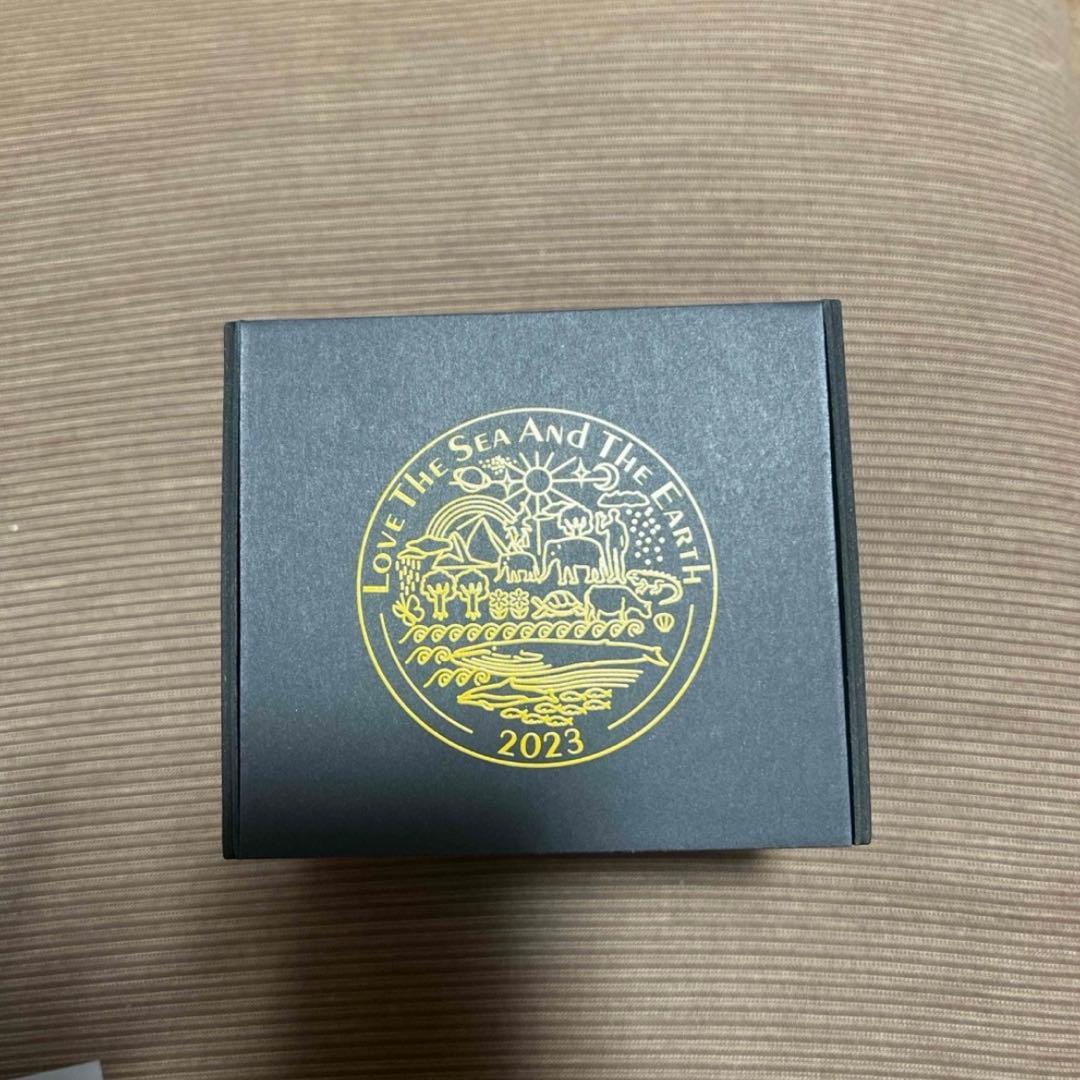 LOVE THE SEA AND THE EARTH
2023